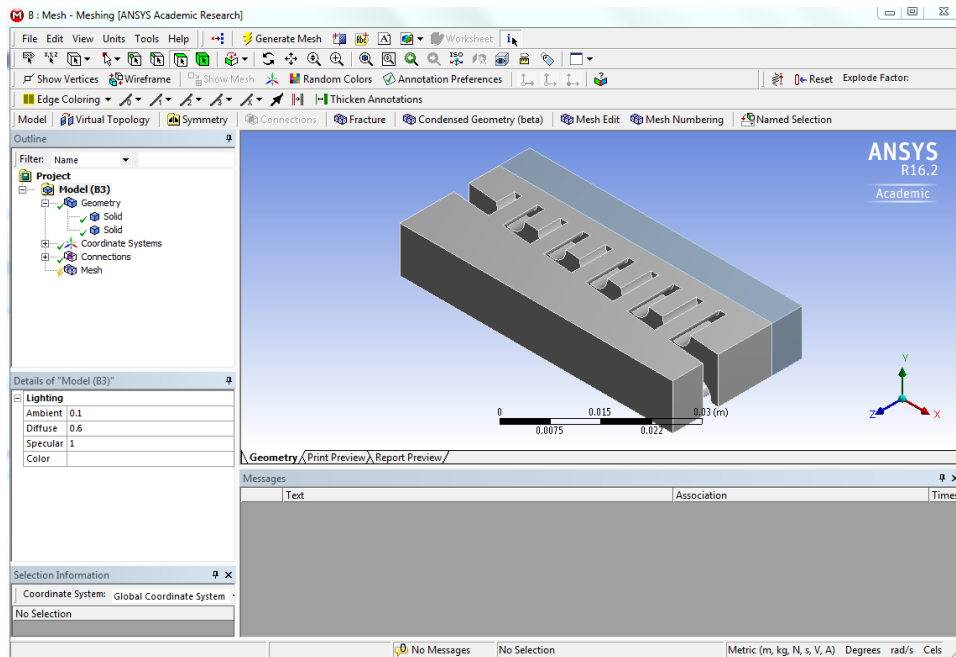 B : Mesh - Meshing [ANSYS Academic Research]
File Edit View Units Tools Help Generate Mesh A Worksheet
ISO
Show Vertices Wireframe Show Mesh Random Colors Annotation Preferences Reset Explode Factor:
Edge Coloring Thicken Annotations
Model Virtual Topology Symmetry Connections Fracture Condensed Geometry (beta) Mesh Edit Mesh Numbering Named Selection
Outline
Filter: Name
Project
Model (B3)
Geometry
Solid
Solid
Coordinate Systems
Connections
Mesh
Details of "Model (B3)"
Lighting
Ambient 0.1
Diffuse 0.6
Specular 1
Color
Selection Information
Coordinate System: Global Coordinate System
No Selection
ANSYS
R16.2
Academic
Y
Z X
0 0.015 0.03 (m)
0.0075 0.022
Geometry Print Preview Report Preview
Messages
Text Association Times
No Messages No Selection Metric (m, kg, N, s, V, A) Degrees rad/s Cels